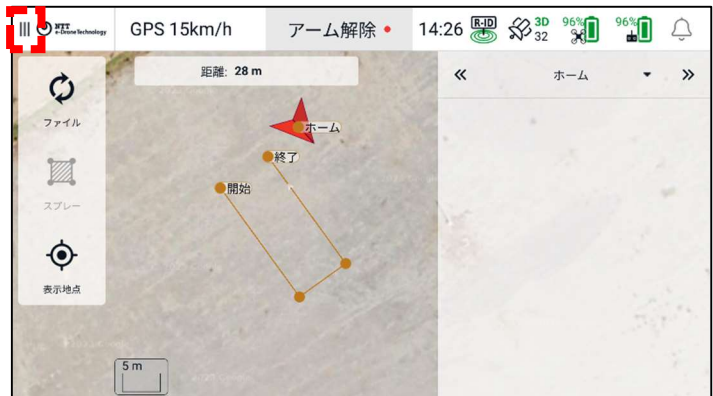 NTT
e-Drone Technology
GPS 15km/h
アーム解除
14:26
R-ID
3D
32
96%
96%
距離: 28 m
ファイル
スプレー
表示地点
ホーム
終了
開始
5 m
ホーム